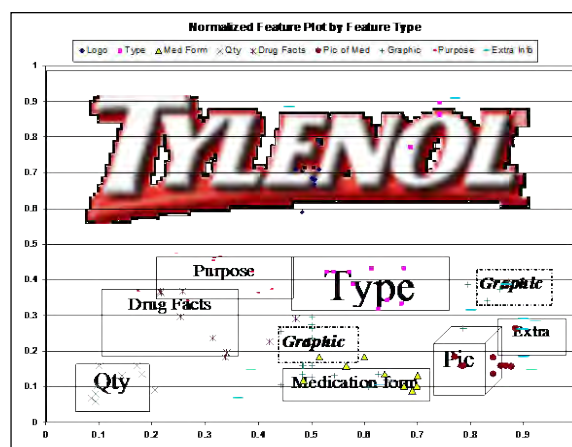 Normalized Feature Plot by Feature Type
Logo Type Med Form Qty Drug Facts Pic of Med Graphic Purpose Extra Info
1
0.9
0.8
0.7
0.6
0.5
0.4
0.3
0.2
0.1
0
TYLENOL
Purpose
Type
Graphic
Drug Facts
Graphic
Extra
Pic
Qty
Medication form
0 0.1 0.2 0.3 0.4 0.5 0.6 0.7 0.8 0.9